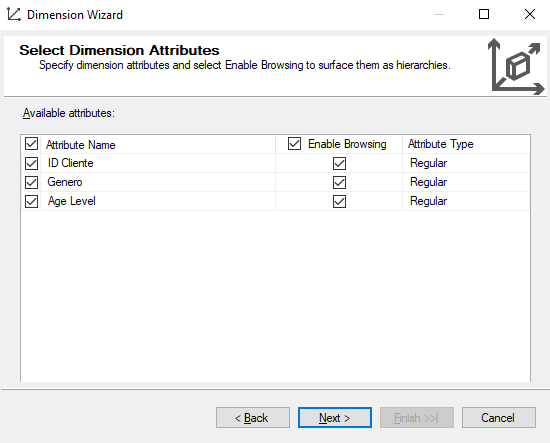 Dimension Wizard
Select Dimension Attributes
Specify dimension attributes and select Enable Browsing to surface them as hierarchies.
Available attributes:
Attribute Name Enable Browsing Attribute Type
ID Cliente Regular
Genero Regular
Age Level Regular
< Back Next > Finish >>| Cancel